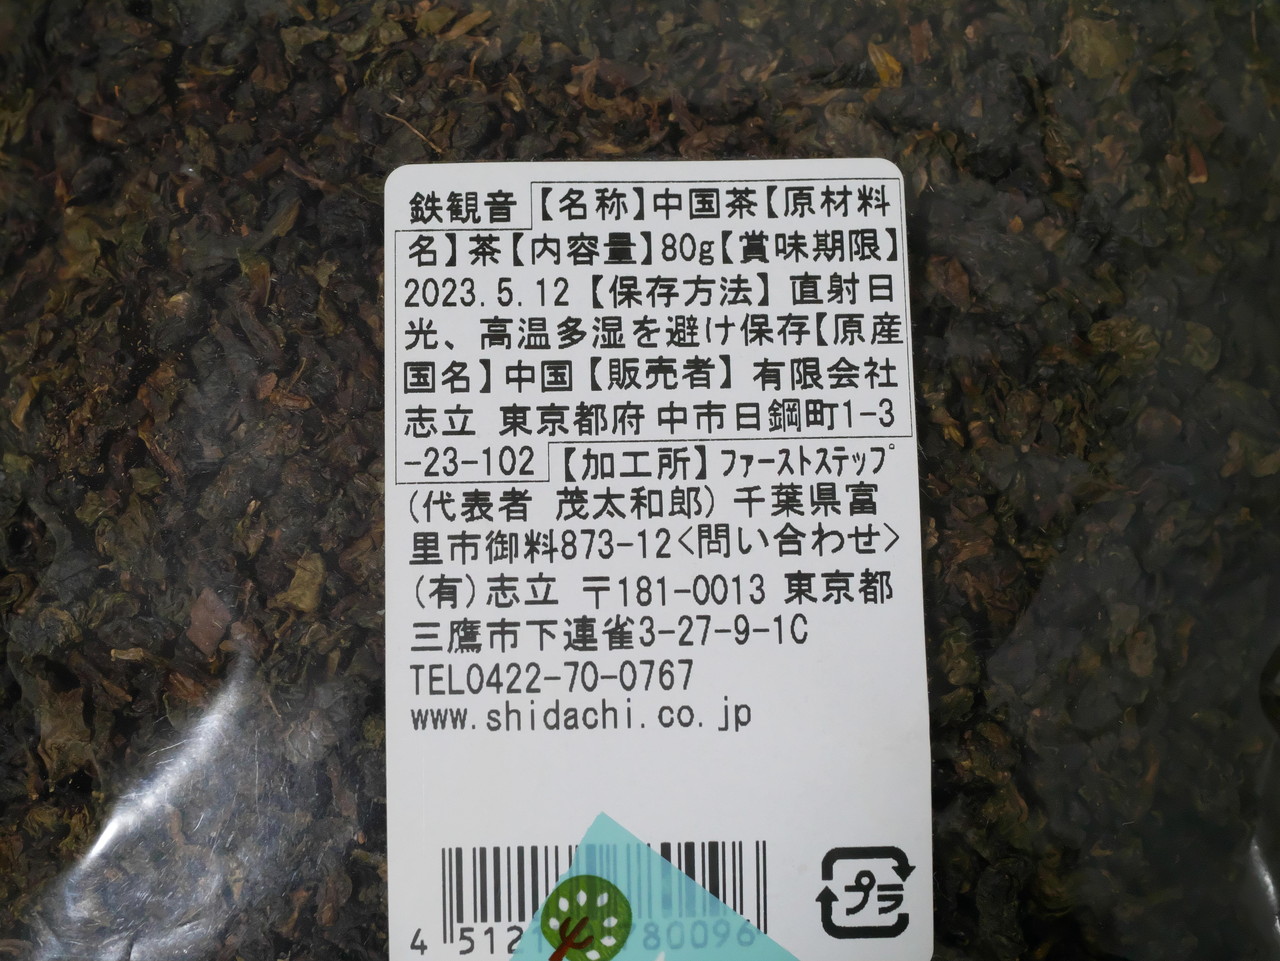 鉄観音【名称】中国茶【原材料
名】茶【内容量】80g【賞味期限】
2023.5.12【保存方法】直射日
光、高温多湿を避け保存【原産
国名】中国【販売者】有限会社
志立 東京都府中市日鋼町1-3
-23-102【加工所】ファーストステップ
(代表者 茂太和郎)千葉県富
里市御料873-12<問い合わせ>
(有)志立 〒181-0013 東京都
三鷹市下連雀3-27-9-1C
TEL0422-70-0767
www.shidachi.co.jp
プラ
4 512 780096